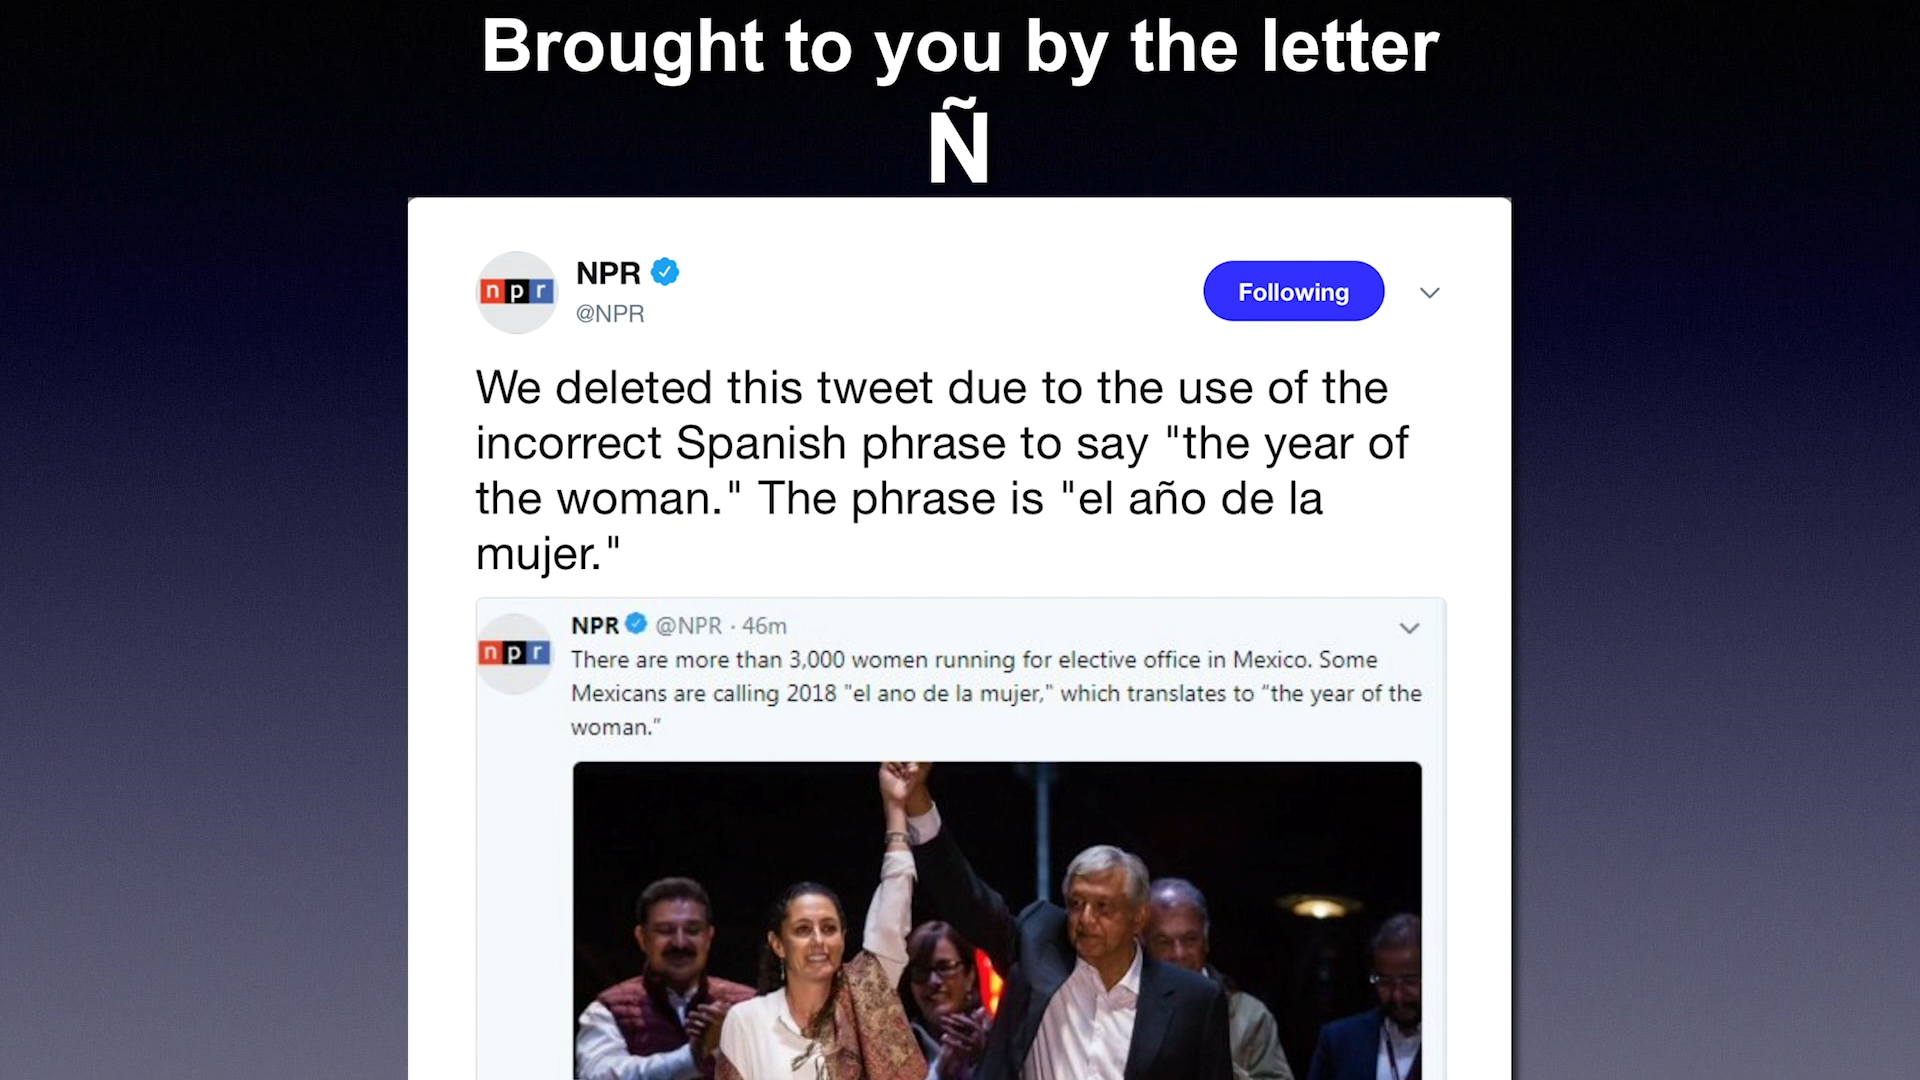 Brought to you by the letter
Ñ
npr
NPR
@NPR
Following
We deleted this tweet due to the use of the
incorrect Spanish phrase to say "the year of
the woman." The phrase is "el año de la
mujer."
npr
NPR @NPR · 46m
There are more than 3,000 women running for elective office in Mexico. Some
Mexicans are calling 2018 "el ano de la mujer," which translates to “the year of the
woman.”